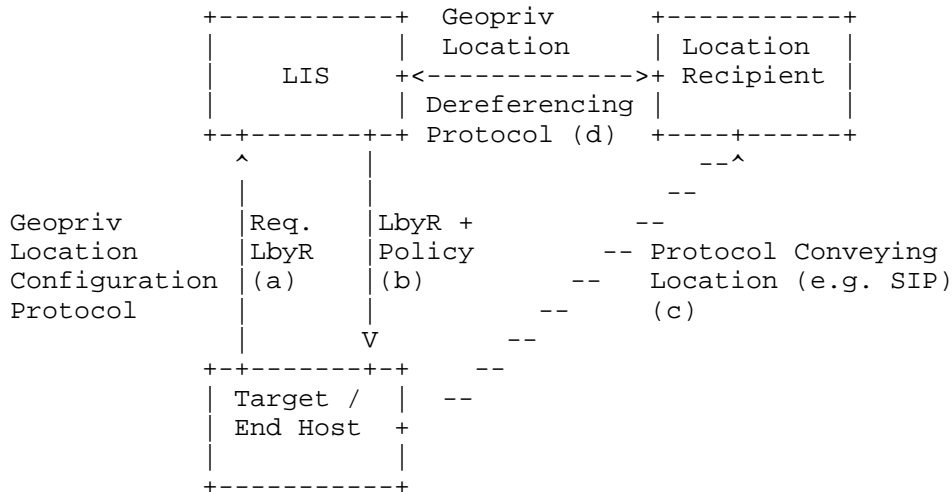 Geopriv
Location
Location
LIS
Recipient
Dereferencing
Protocol (d)
Geopriv
Req.
LbyR +
Location
LbyR
Policy
Protocol Conveying
Configuration
(a)
(b)
Location (e.g. SIP)
Protocol
(c)
V
Target /
End Host